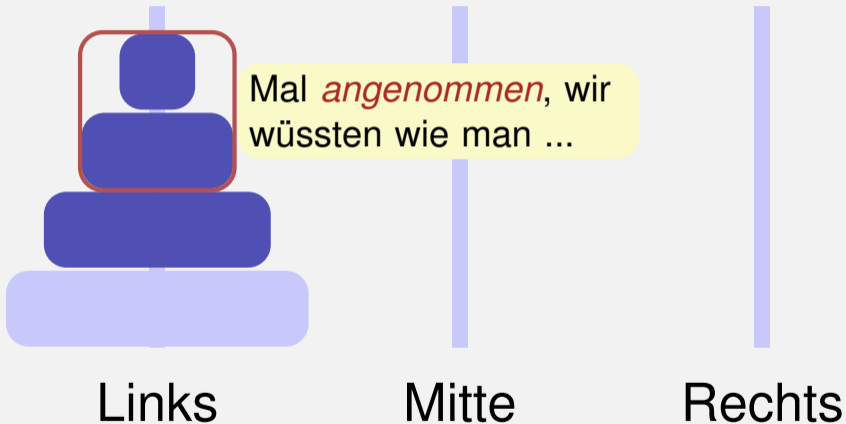 Mal angenommen, wir
wüssten wie man ...
Links Mitte Rechts